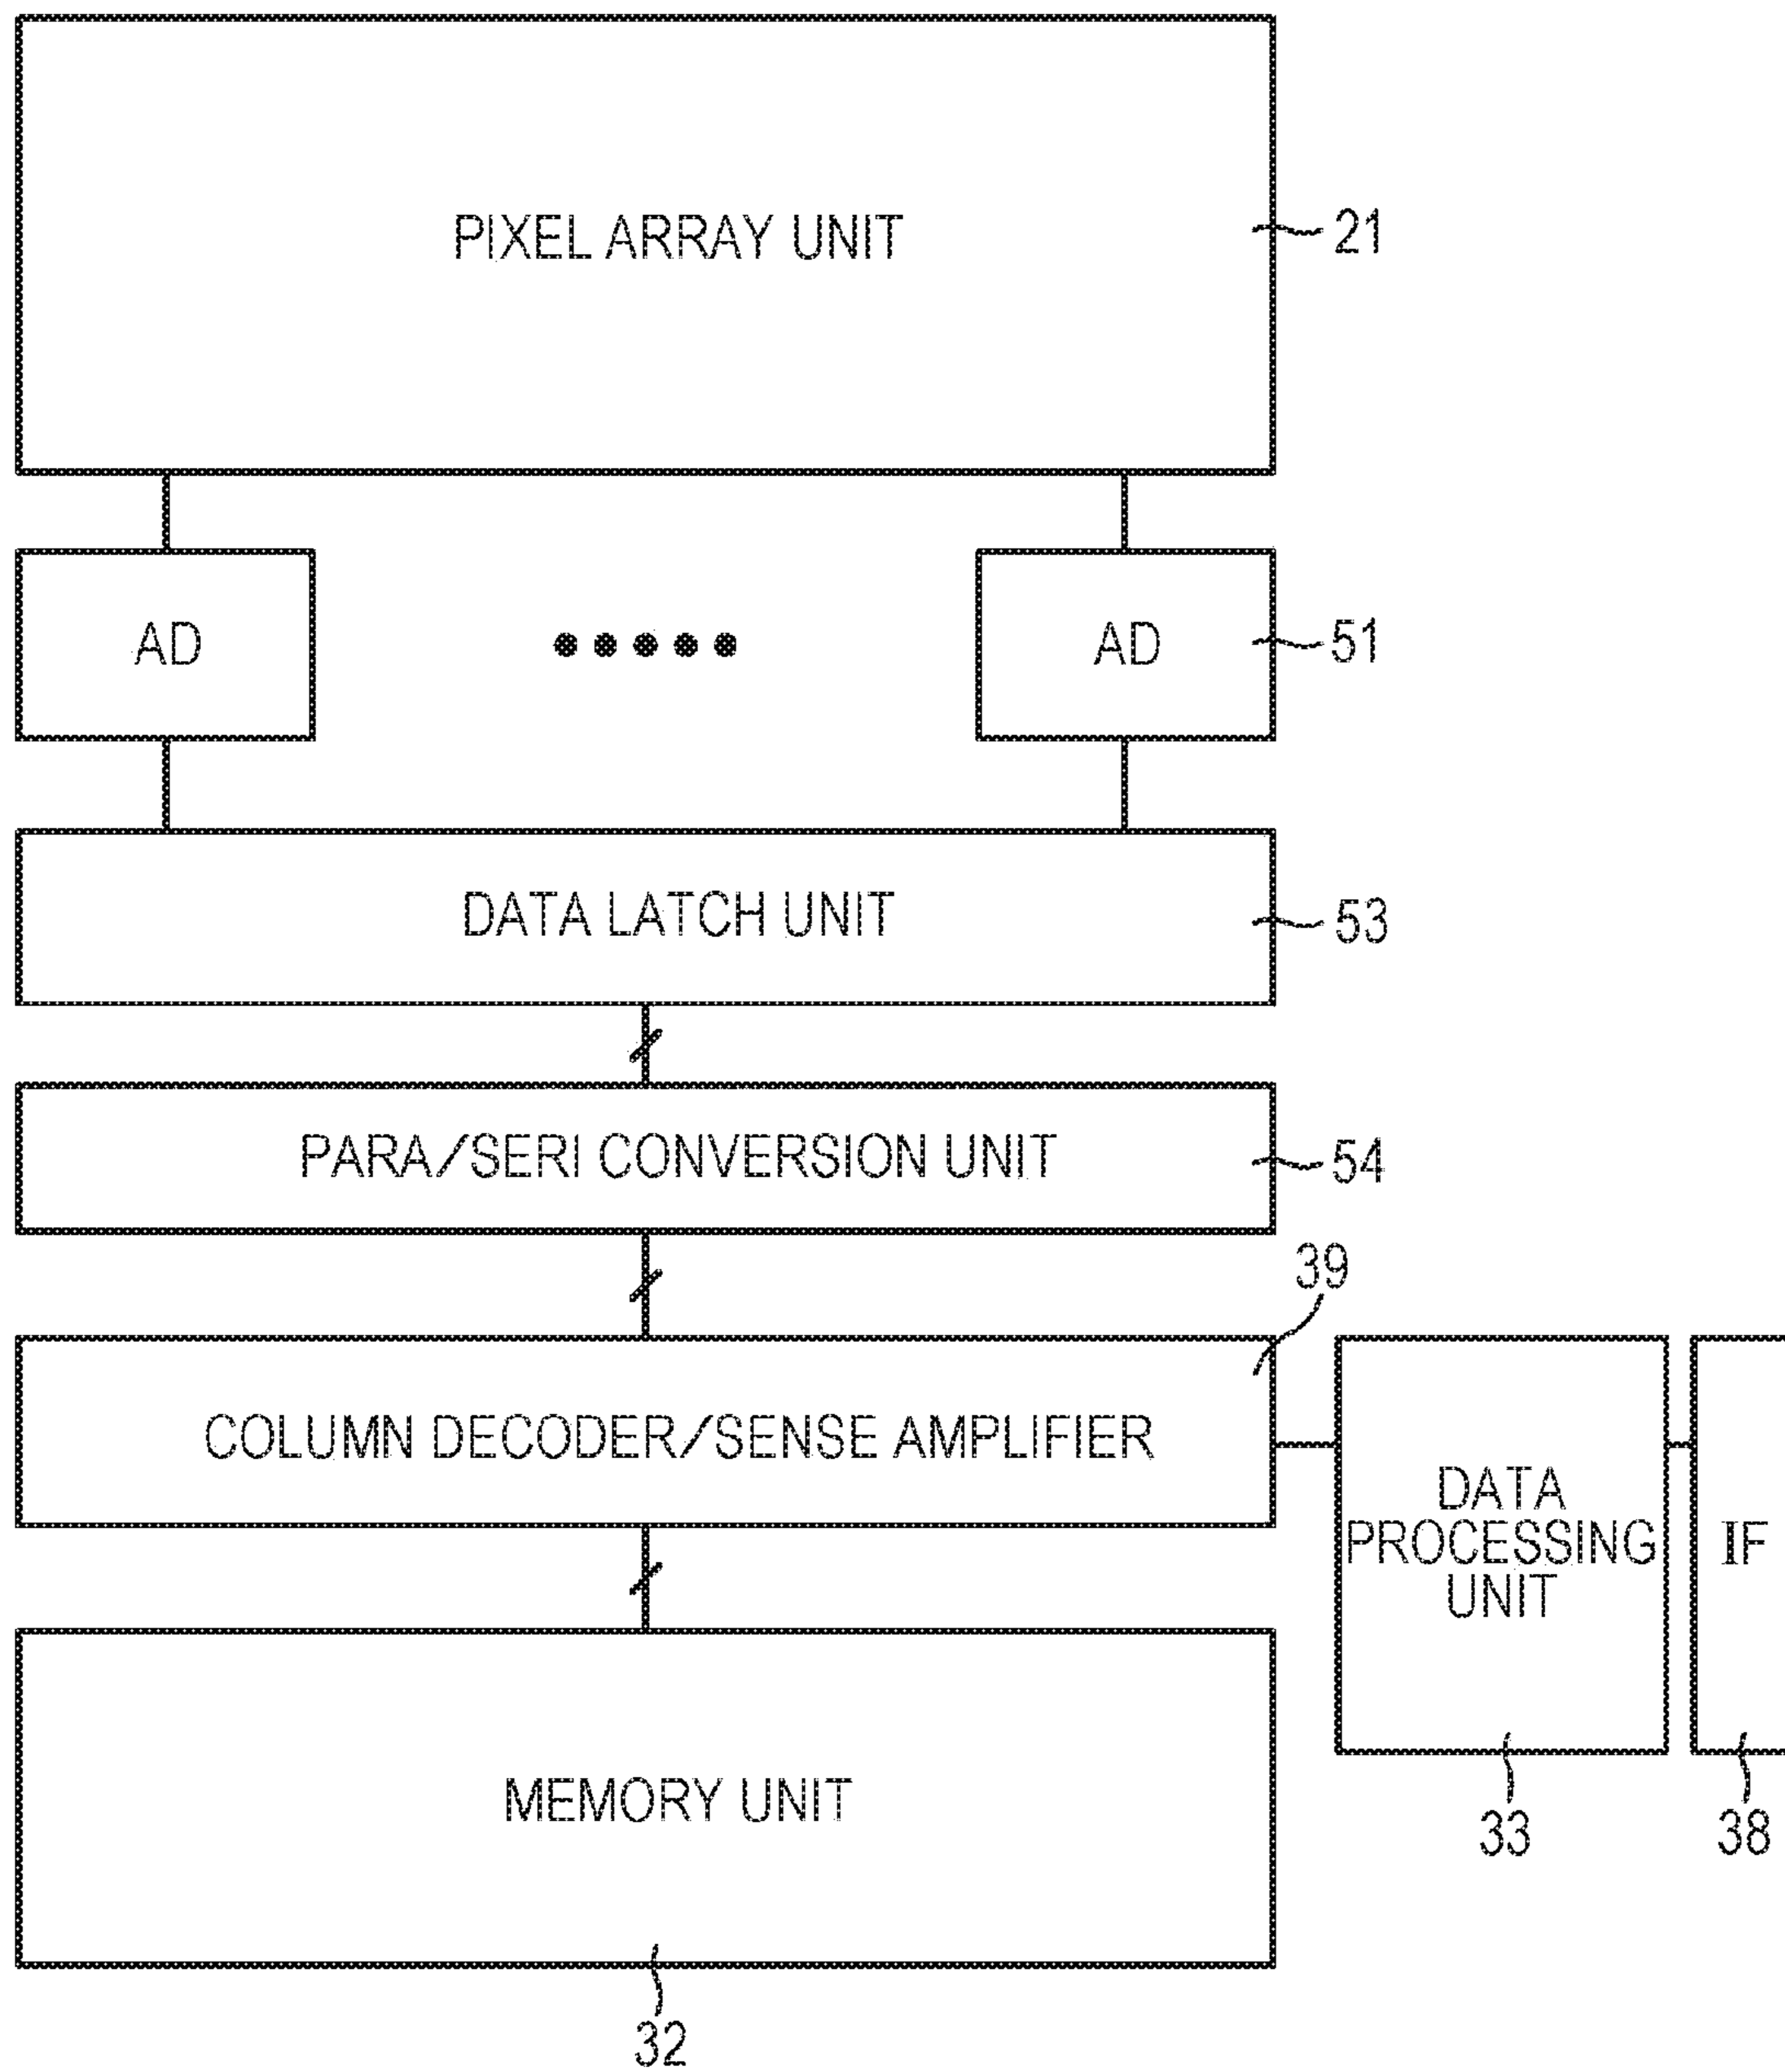 PIXEL ARRAY UNIT
21
AD
AD
51
DATA LATCH UNIT
53
PARA/SERI CONVERSION UNIT
54
39
COLUMN DECODER/SENSE AMPLIFIER
DATA
PROCESSING
UNIT
IF
MEMORY UNIT
33
38
32